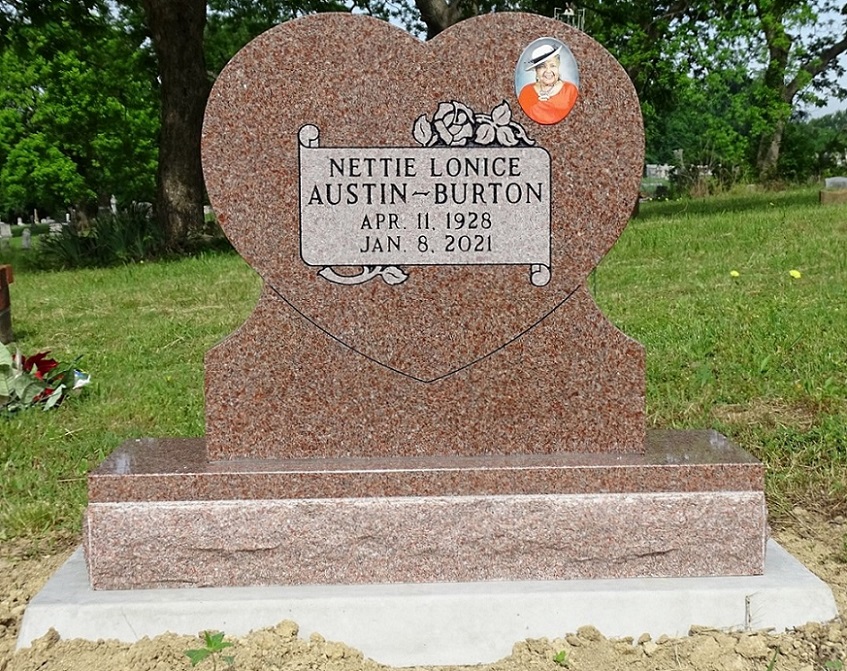 NETTIE LONICE
AUSTIN~BURTON
APR. 11, 1928
JAN. 8, 2021